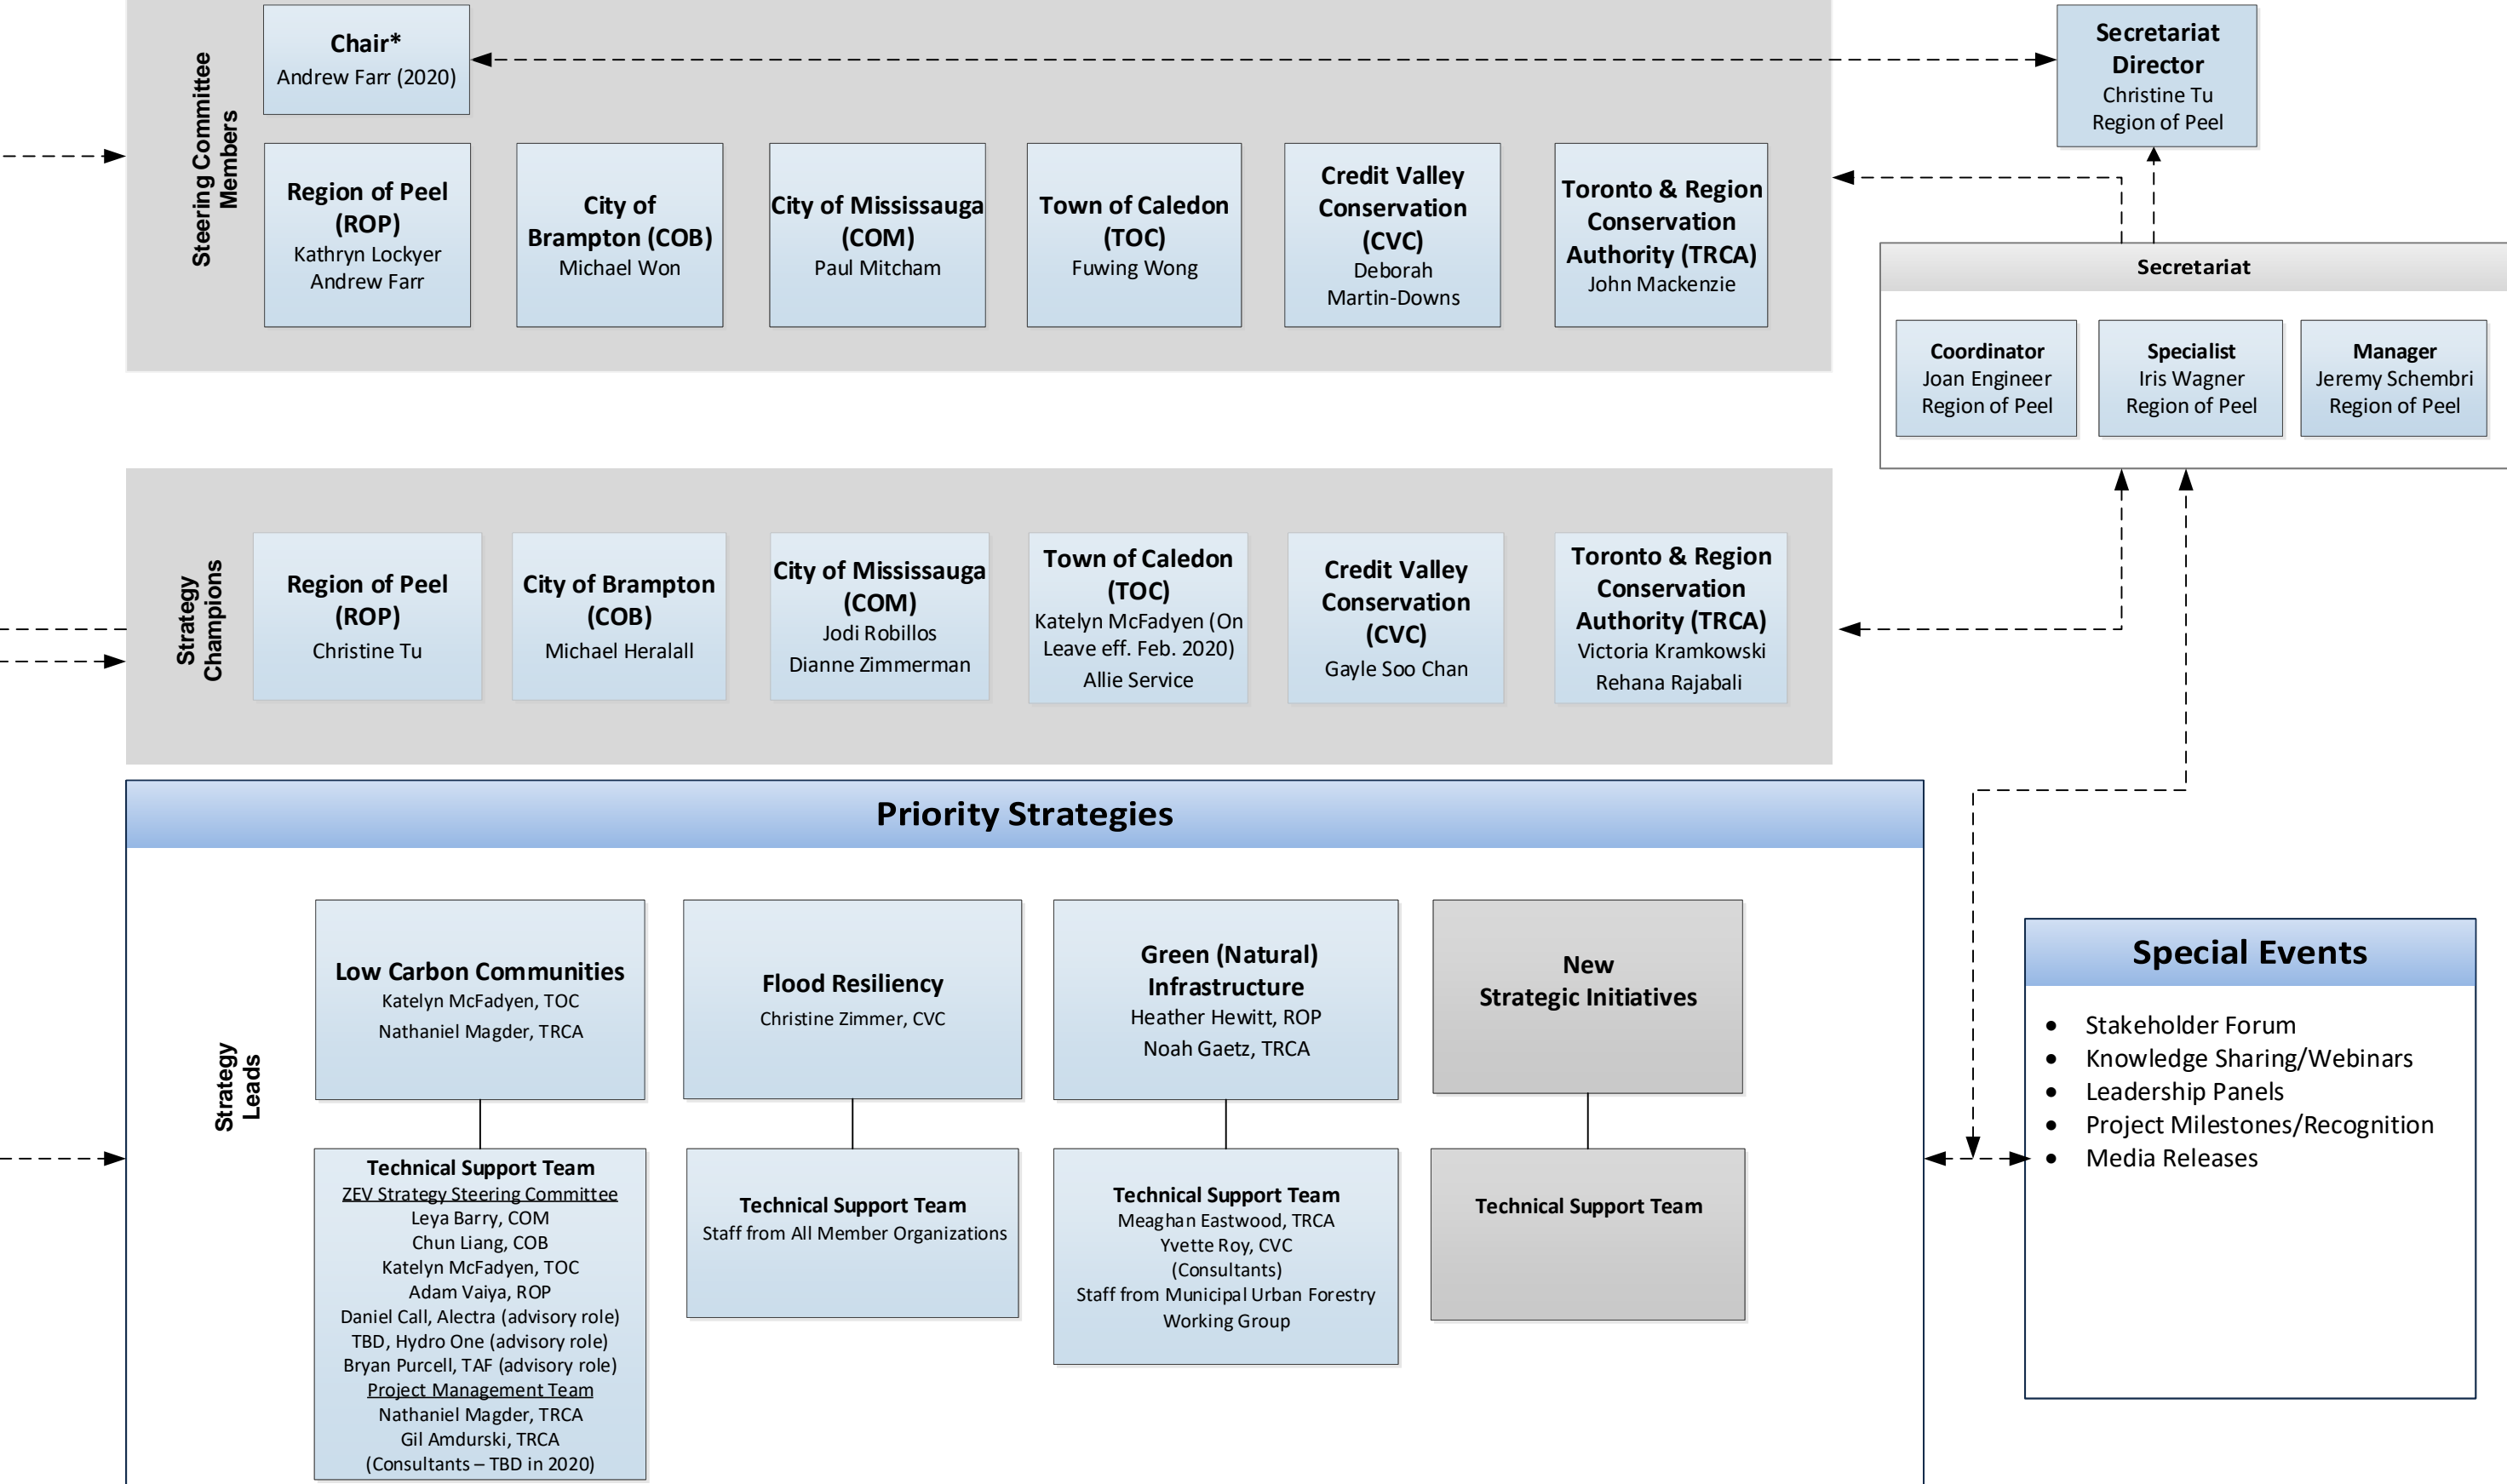 Steering Committee
Members
Chair*
Andrew Farr (2020)
Secretariat
Director
Christine Tu
Region of Peel
Region of Peel
(ROP)
Kathryn Lockyer
Andrew Farr
City of
Brampton (COB)
Michael Won
City of Mississauga
(COM)
Paul Mitcham
Town of Caledon
(TOC)
Fuwing Wong
Credit Valley
Conservation
(CVC)
Deborah
Martin-Downs
Toronto & Region
Conservation
Authority (TRCA)
John Mackenzie
Secretariat
Coordinator
Joan Engineer
Region of Peel
Specialist
Iris Wagner
Region of Peel
Manager
Jeremy Schembri
Region of Peel
Strategy
Champions
Region of Peel
(ROP)
Christine Tu
City of Brampton
(COB)
Michael Heralall
City of Mississauga
(COM)
Jodi Robillos
Dianne Zimmerman
Town of Caledon
(TOC)
Katelyn McFadyen (On
Leave eff. Feb. 2020)
Allie Service
Credit Valley
Conservation
(CVC)
Gayle Soo Chan
Toronto & Region
Conservation
Authority (TRCA)
Victoria Kramkowski
Rehana Rajabali
Priority Strategies
Strategy
Leads
Low Carbon Communities
Katelyn McFadyen, TOC
Nathaniel Magder, TRCA
Flood Resiliency
Christine Zimmer, CVC
Green (Natural)
Infrastructure
Heather Hewitt, ROP
Noah Gaetz, TRCA
New
Strategic Initiatives
Technical Support Team
ZEV Strategy Steering Committee
Leya Barry, COM
Chun Liang, COB
Katelyn McFadyen, TOC
Adam Vaiya, ROP
Daniel Call, Alectra (advisory role)
TBD, Hydro One (advisory role)
Bryan Purcell, TAF (advisory role)
Project Management Team
Nathaniel Magder, TRCA
Gil Amdurski, TRCA
(Consultants – TBD in 2020)
Technical Support Team
Staff from All Member Organizations
Technical Support Team
Meaghan Eastwood, TRCA
Yvette Roy, CVC
(Consultants)
Staff from Municipal Urban Forestry
Working Group
Technical Support Team
Special Events
• Stakeholder Forum
• Knowledge Sharing/Webinars
• Leadership Panels
• Project Milestones/Recognition
• Media Releases